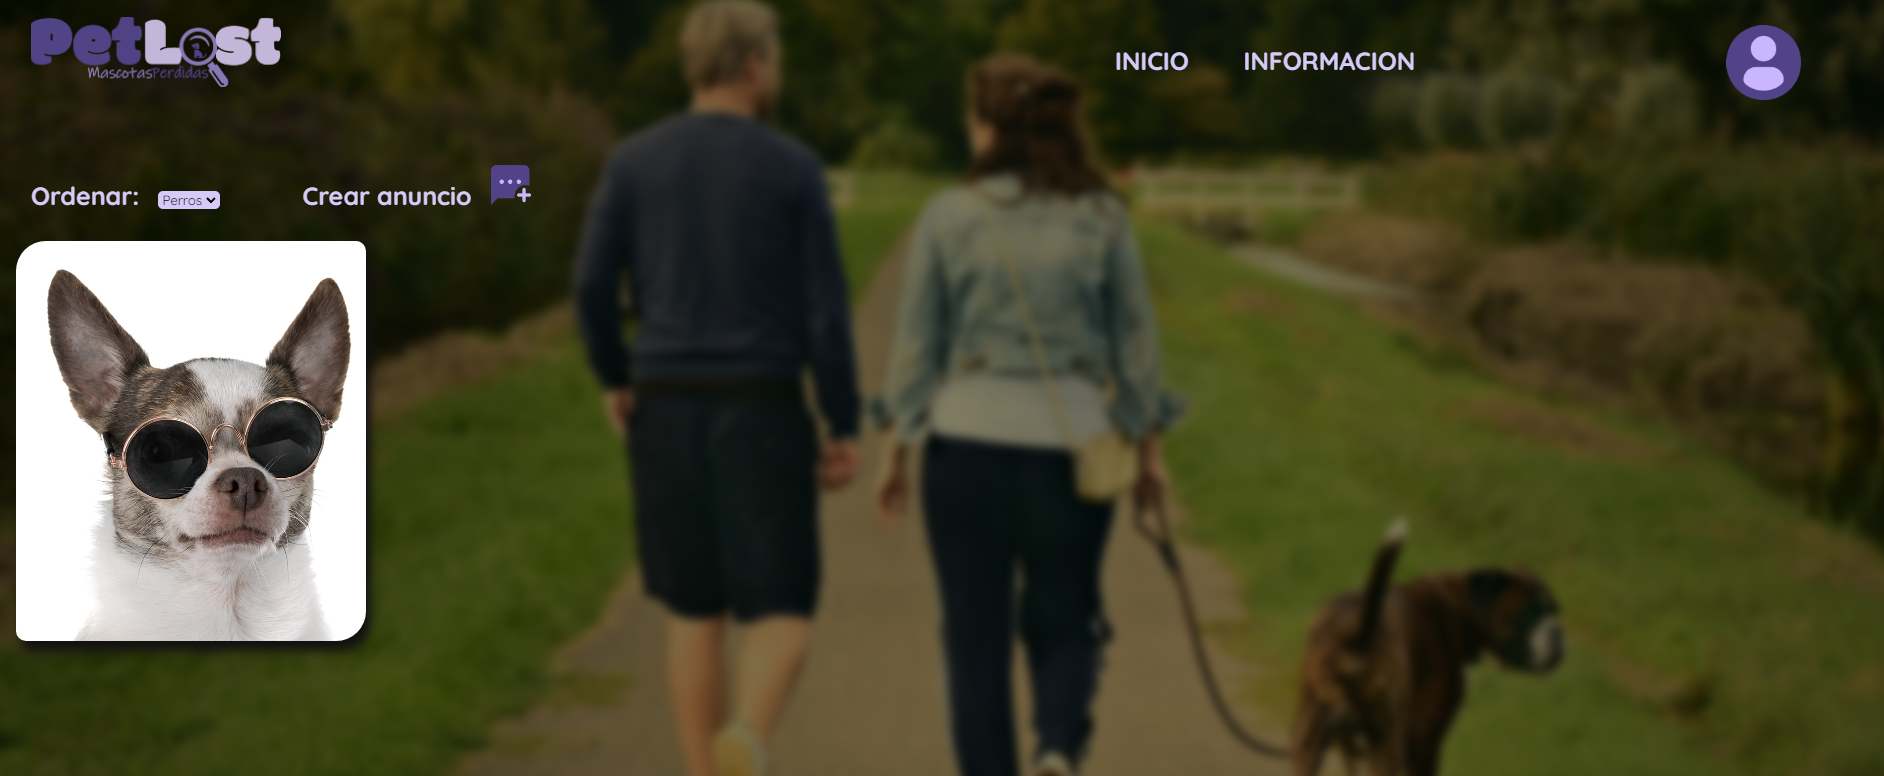 PetLost
MascotasPerdidas
INICIO
INFORMACION
Ordenar:
Perros
Crear anuncio